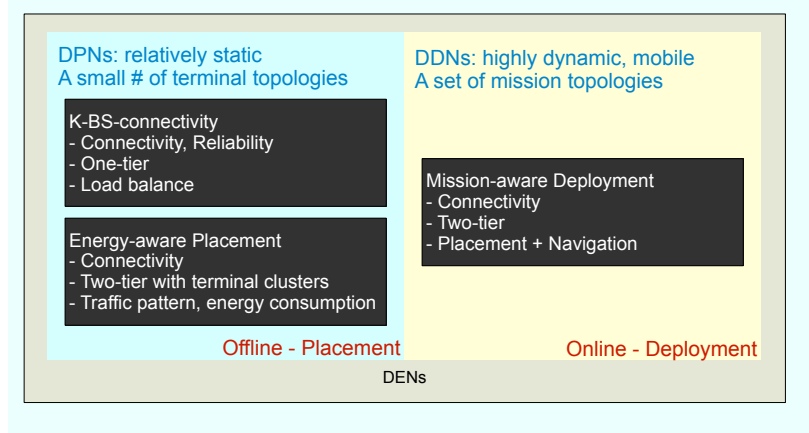 DPNs: relatively static
A small # of terminal topologies
K-BS-connectivity
- Connectivity, Reliability
- One-tier
- Load balance
Energy-aware Placement
- Connectivity
- Two-tier with terminal clusters
- Traffic pattern, energy consumption
Offline - Placement
DDNs: highly dynamic, mobile
A set of mission topologies
Mission-aware Deployment
- Connectivity
- Two-tier
- Placement + Navigation
Online - Deployment
DENs